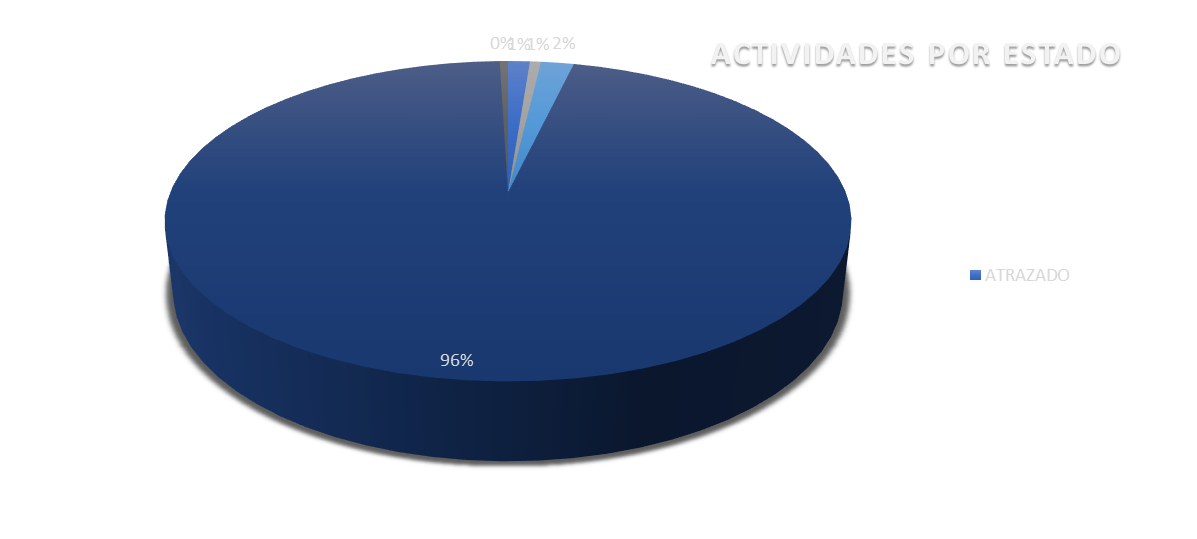 ACTIVIDADES POR ESTADO
0%
1%
1%
2%
96%
ATRAZADO